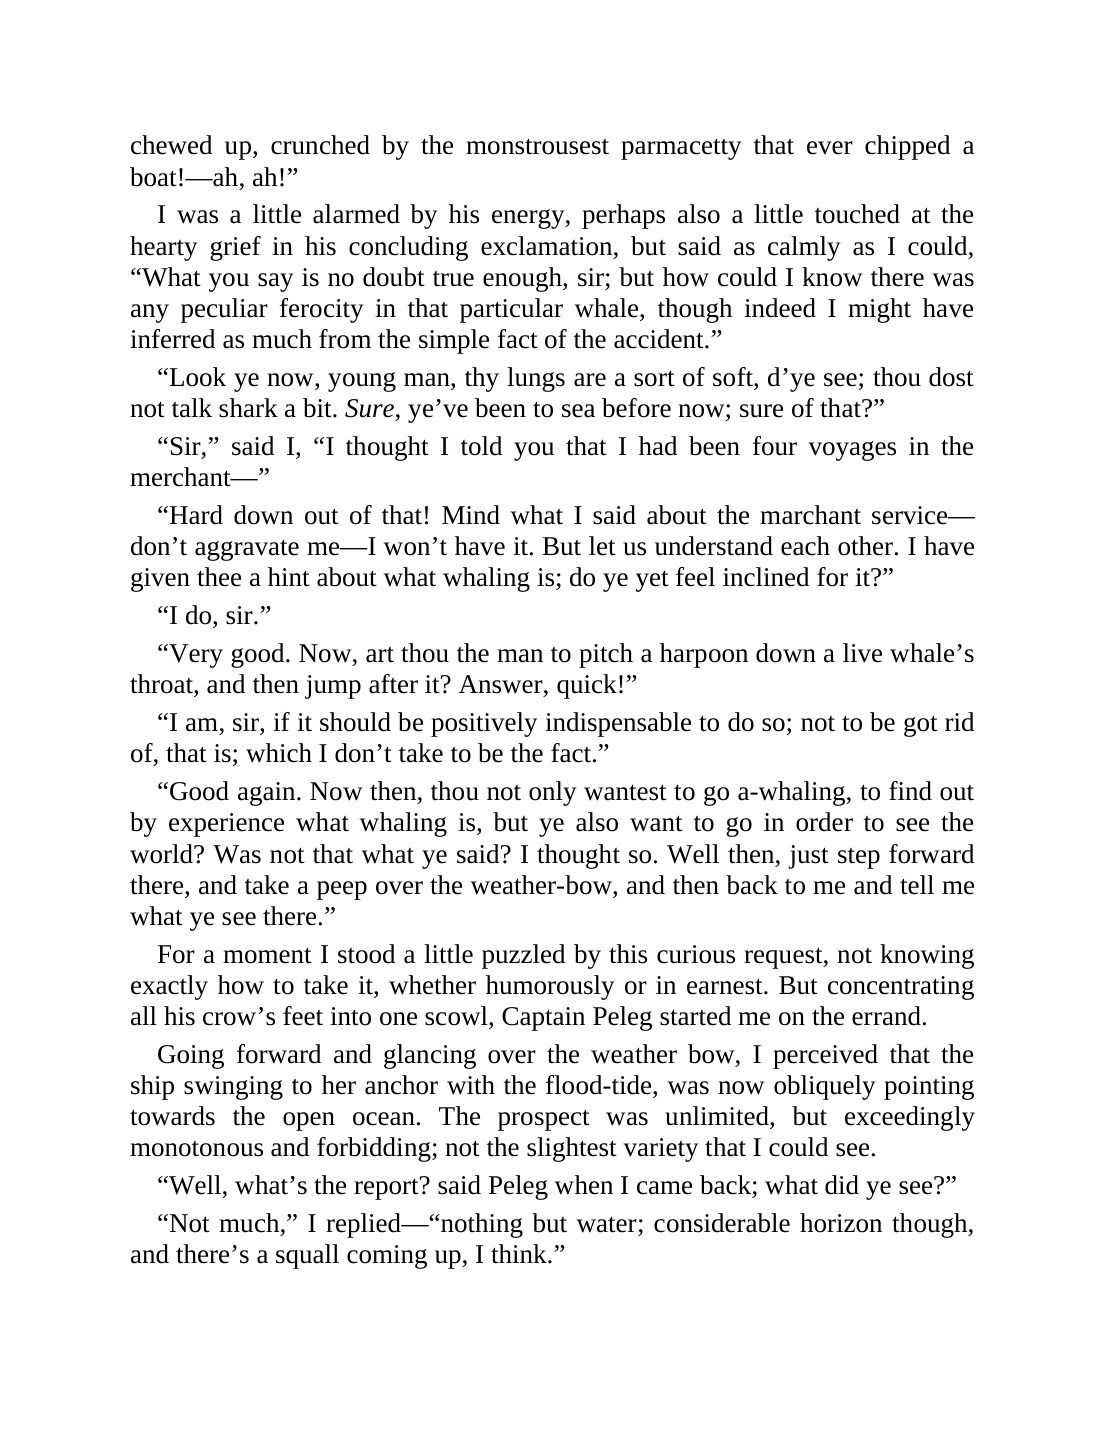 chewed up, crunched by the monstrousest parmacetty that ever chipped a
boat!—ah, ah!”
I was a little alarmed by his energy, perhaps also a little touched at the
hearty grief in his concluding exclamation, but said as calmly as I could,
“What you say is no doubt true enough, sir; but how could I know there was
any peculiar ferocity in that particular whale, though indeed I might have
inferred as much from the simple fact of the accident.”
“Look ye now, young man, thy lungs are a sort of soft, d’ye see; thou dost
not talk shark a bit. Sure, ye’ve been to sea before now; sure of that?”
“Sir,” said I, “I thought I told you that I had been four voyages in the
merchant—”
“Hard down out of that! Mind what I said about the marchant service—
don’t aggravate me—I won’t have it. But let us understand each other. I have
given thee a hint about what whaling is; do ye yet feel inclined for it?”
“I do, sir.”
“Very good. Now, art thou the man to pitch a harpoon down a live whale’s
throat, and then jump after it? Answer, quick!”
“I am, sir, if it should be positively indispensable to do so; not to be got rid
of, that is; which I don’t take to be the fact.”
“Good again. Now then, thou not only wantest to go a-whaling, to find out
by experience what whaling is, but ye also want to go in order to see the
world? Was not that what ye said? I thought so. Well then, just step forward
there, and take a peep over the weather-bow, and then back to me and tell me
what ye see there.”
For a moment I stood a little puzzled by this curious request, not knowing
exactly how to take it, whether humorously or in earnest. But concentrating
all his crow’s feet into one scowl, Captain Peleg started me on the errand.
Going forward and glancing over the weather bow, I perceived that the
ship swinging to her anchor with the flood-tide, was now obliquely pointing
towards the open ocean. The prospect was unlimited, but exceedingly
monotonous and forbidding; not the slightest variety that I could see.
“Well, what’s the report? said Peleg when I came back; what did ye see?”
“Not much,” I replied—“nothing but water; considerable horizon though,
and there’s a squall coming up, I think.”